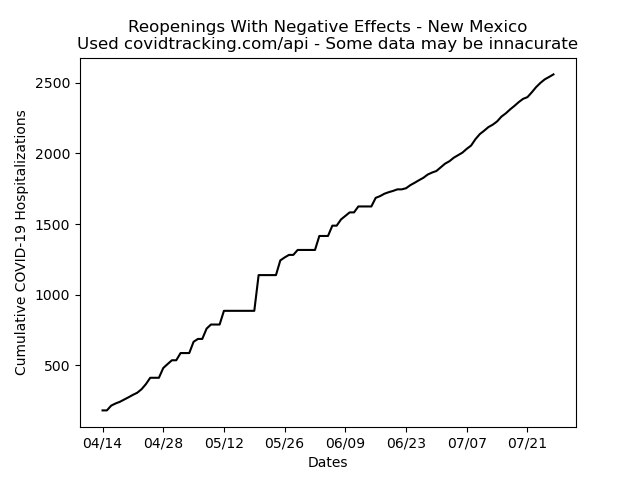 Reopenings With Negative Effects - New Mexico
Used covidtracking.com/api - Some data may be innacurate
Cumulative COVID-19 Hospitalizations
2500
2000
1500
1000
500
04/14 04/28 05/12 05/26 06/09 06/23 07/07 07/21
Dates